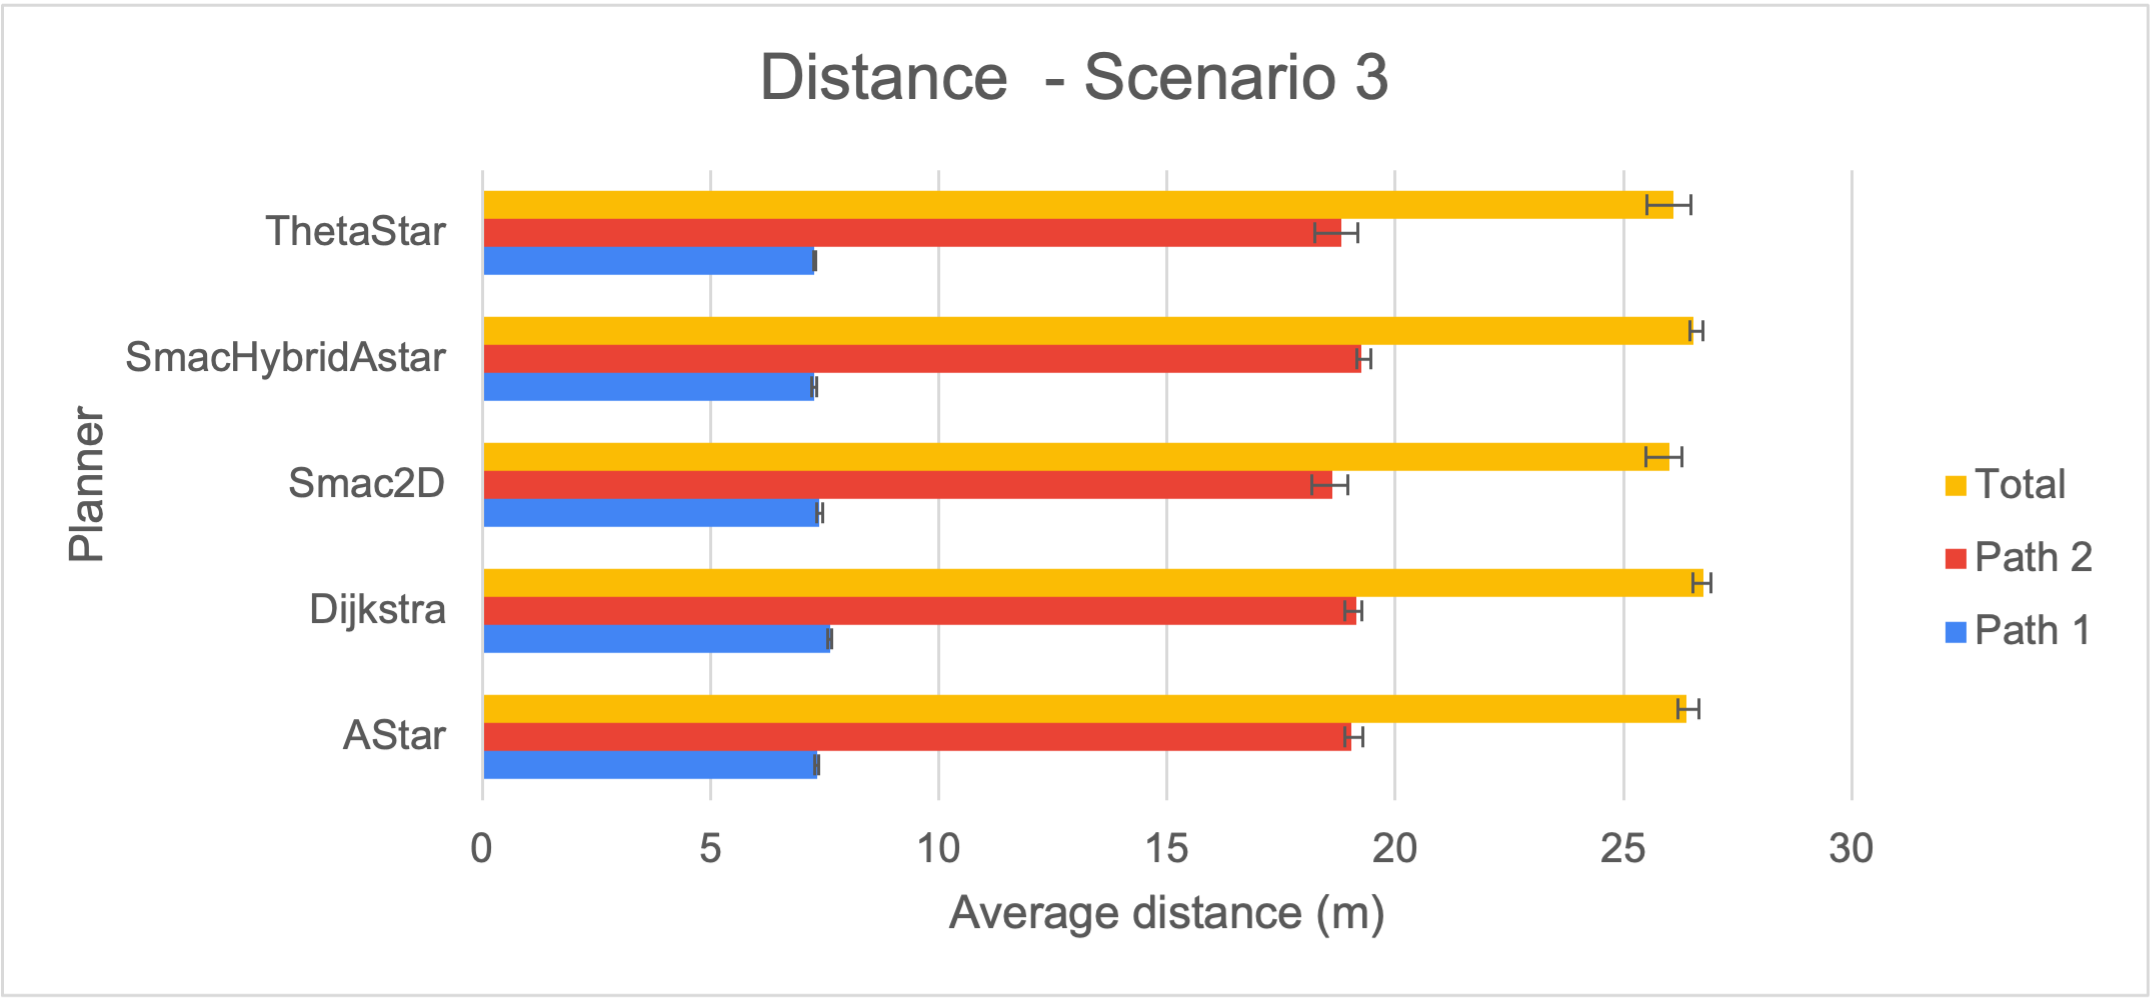 Distance - Scenario 3
Planner
ThetaStar
SmacHybridAstar
Smac2D
Dijkstra
AStar
0 5 10 15 20 25 30
Average distance (m)
Total
Path 2
Path 1